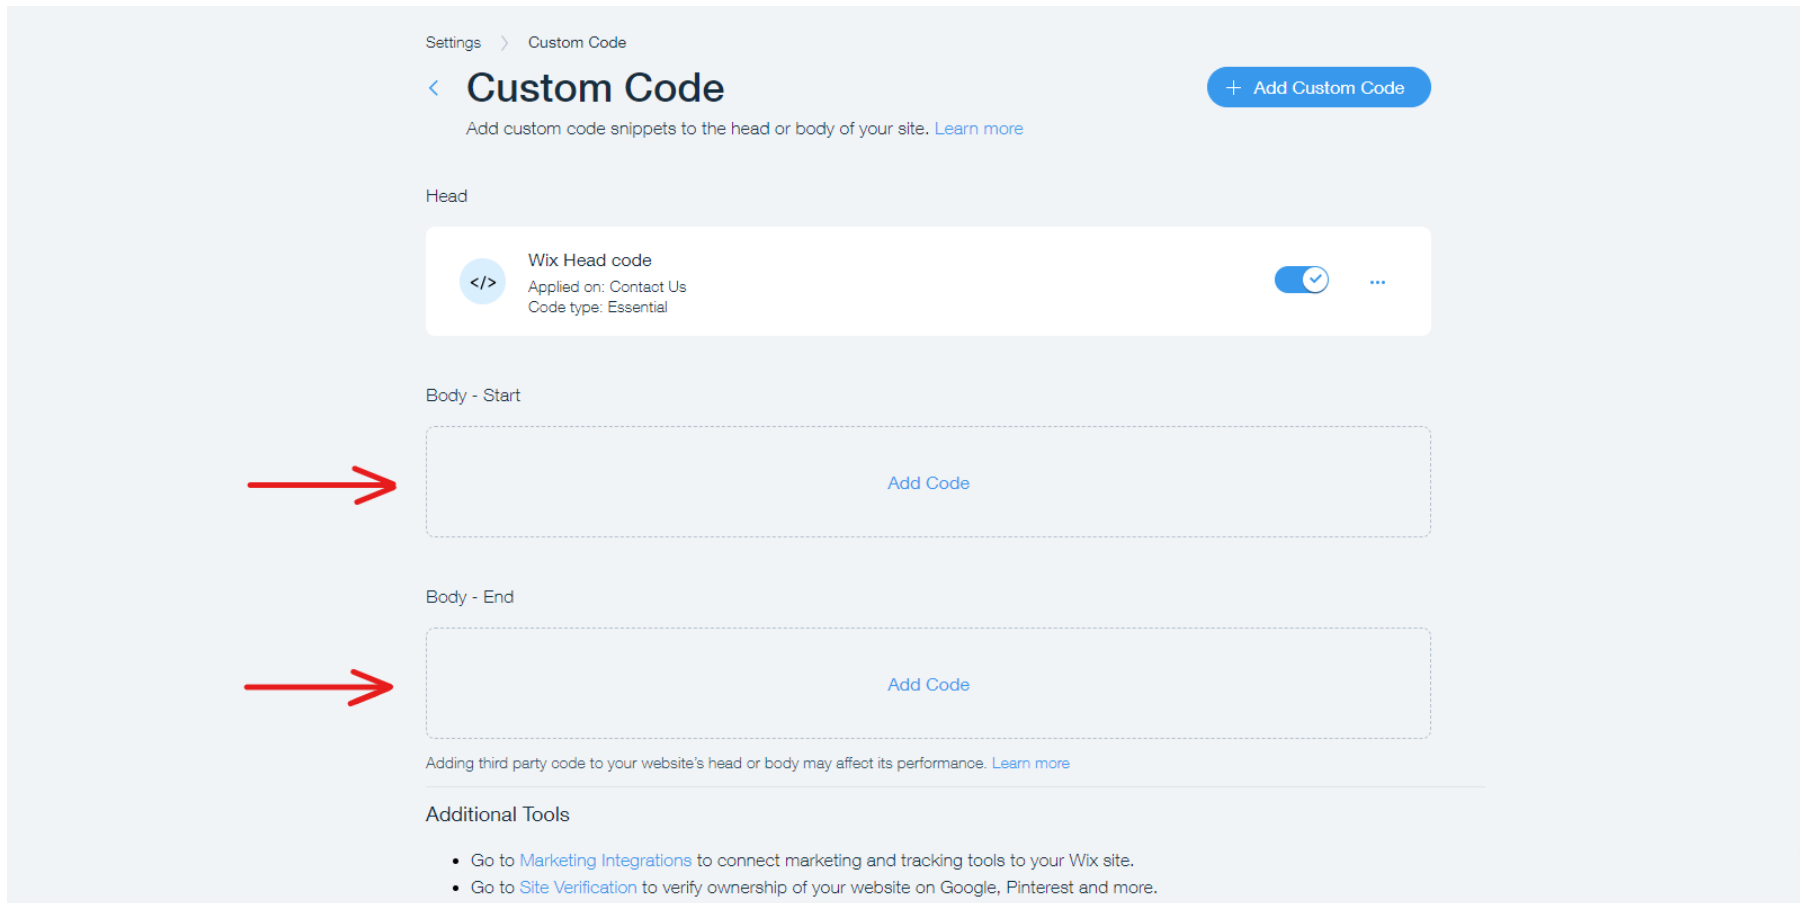 Settings > Custom Code
Custom Code
+ Add Custom Code
Add custom code snippets to the head or body of your site. Learn more
Head
</>
Wix Head code
Applied on: Contact Us
Code type: Essential
...
Body - Start
Add Code
Body - End
Add Code
Adding third party code to your website's head or body may affect its performance. Learn more
Additional Tools
• Go to Marketing Integrations to connect marketing and tracking tools to your Wix site.
• Go to Site Verification to verify ownership of your website on Google, Pinterest and more.